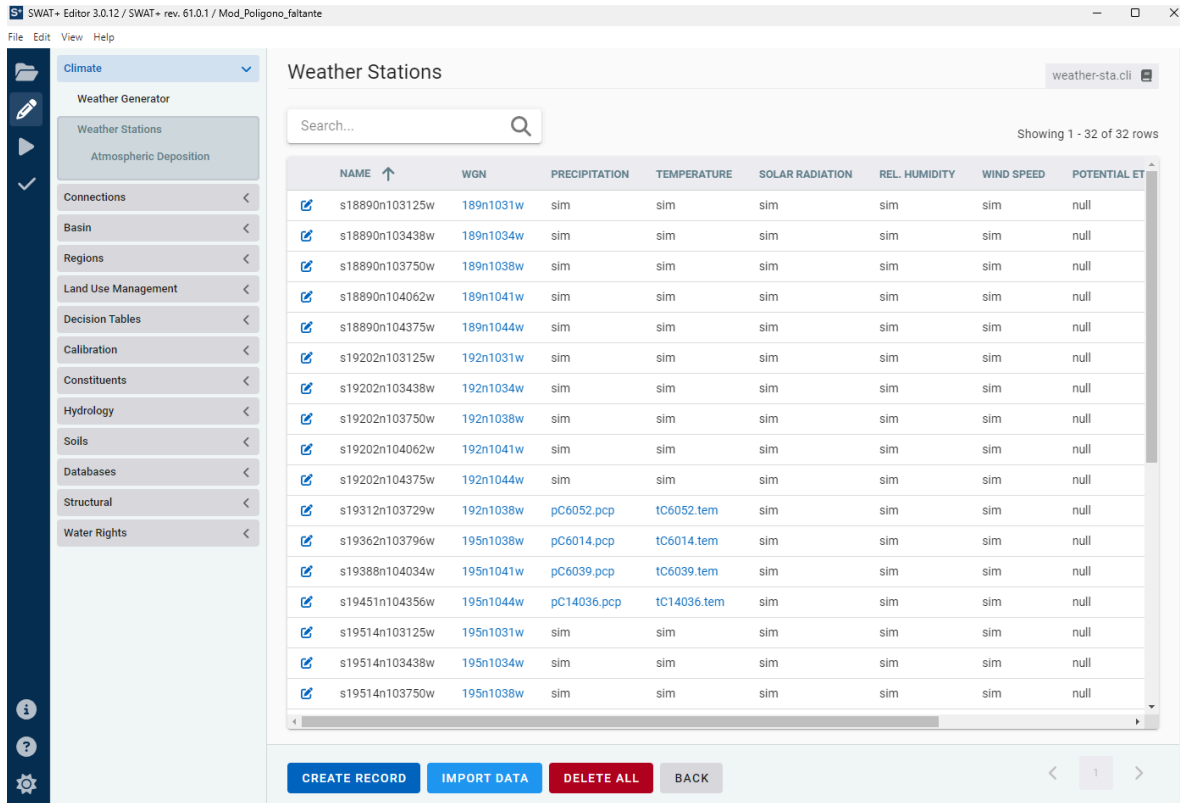 SWAT+ Editor 3.0.12 / SWAT+ rev. 61.0.1 / Mod_Poligono_faltante
File Edit View Help
Climate
Weather Generator
Weather Stations
Atmospheric Deposition
Connections
Basin
Regions
Land Use Management
Decision Tables
Calibration
Constituents
Hydrology
Soils
Databases
Structural
Water Rights
Weather Stations
weather-sta.cli
Search...
Showing 1 - 32 of 32 rows
NAME WGN PRECIPITATION TEMPERATURE SOLAR RADIATION REL. HUMIDITY WIND SPEED POTENTIAL ET
s18890n103125w 189n1031w sim sim sim sim sim null
s18890n103438w 189n1034w sim sim sim sim sim null
s18890n103750w 189n1038w sim sim sim sim sim null
s18890n104062w 189n1041w sim sim sim sim sim null
s18890n104375w 189n1044w sim sim sim sim sim null
s19202n103125w 192n1031w sim sim sim sim sim null
s19202n103438w 192n1034w sim sim sim sim sim null
s19202n103750w 192n1038w sim sim sim sim sim null
s19202n104062w 192n1041w sim sim sim sim sim null
s19202n104375w 192n1044w sim sim sim sim sim null
s19312n103729w 192n1038w pC6052.pcp tC6052.tem sim sim sim null
s19362n103796w 195n1038w pC6014.pcp tC6014.tem sim sim sim null
s19388n104034w 195n1041w pC6039.pcp tC6039.tem sim sim sim null
s19451n104356w 195n1044w pC14036.pcp tC14036.tem sim sim sim null
s19514n103125w 195n1031w sim sim sim sim sim null
s19514n103438w 195n1034w sim sim sim sim sim null
s19514n103750w 195n1038w sim sim sim sim sim null
CREATE RECORD IMPORT DATA DELETE ALL BACK 1